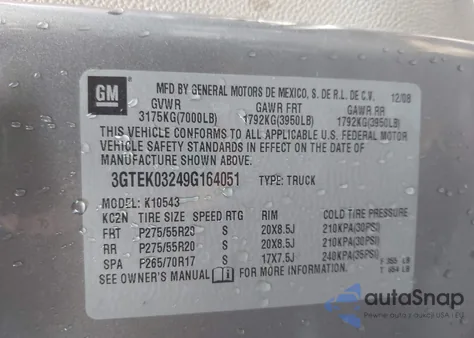 GM
MFD BY GENERAL MOTORS DE MEXICO, S. DE R.L. DE C.V. 12/08
GVWR GAWR FRT GAWR RR
3175KG(7000LB) 1792KG(3950LB) 1792KG(3950LB)
THIS VEHICLE CONFORMS TO ALL APPLICABLE U.S. FEDERAL MOTOR
VEHICLE SAFETY STANDARDS IN EFFECT ON THE DATE OF MANUFACTURE
SHOWN ABOVE.
3GTEK03249G164051 TYPE: TRUCK
MODEL: K10543
KC2N TIRE SIZE SPEED RTG RIM COLD TIRE PRESSURE
FRT P275/55R20 S 20X8.5J 210KPA(30PSI)
RR P275/55R20 S 20X8.5J 210KPA(30PSI)
SPA P265/70R17 S 17X7.5J 240KPA(35PSI)
SEE OWNER'S MANUAL FOR MORE INFORMATION
autoSnap